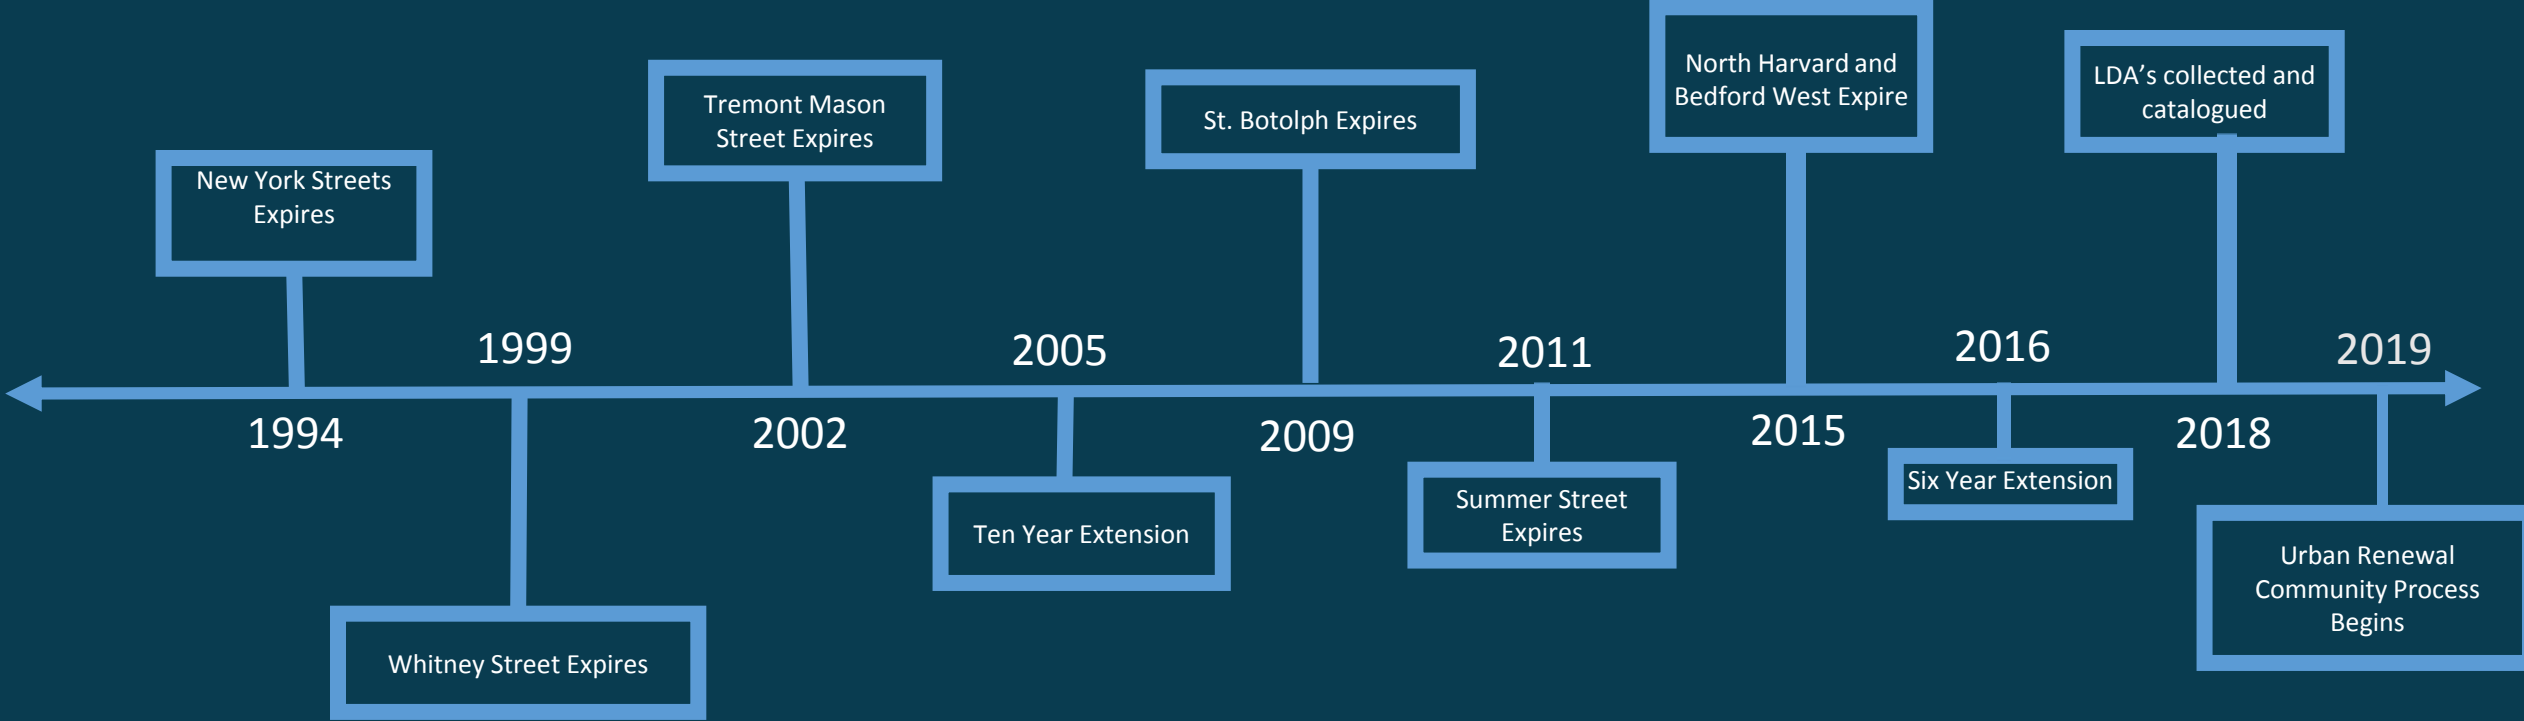 New York Streets
Expires
1994
1999
Whitney Street Expires
Tremont Mason
Street Expires
2002
2005
Ten Year Extension
St. Botolph Expires
2009
2011
Summer Street
Expires
North Harvard and
Bedford West Expire
2015
2016
Six Year Extension
LDA’s collected and
catalogued
2018
2019
Urban Renewal
Community Process
Begins